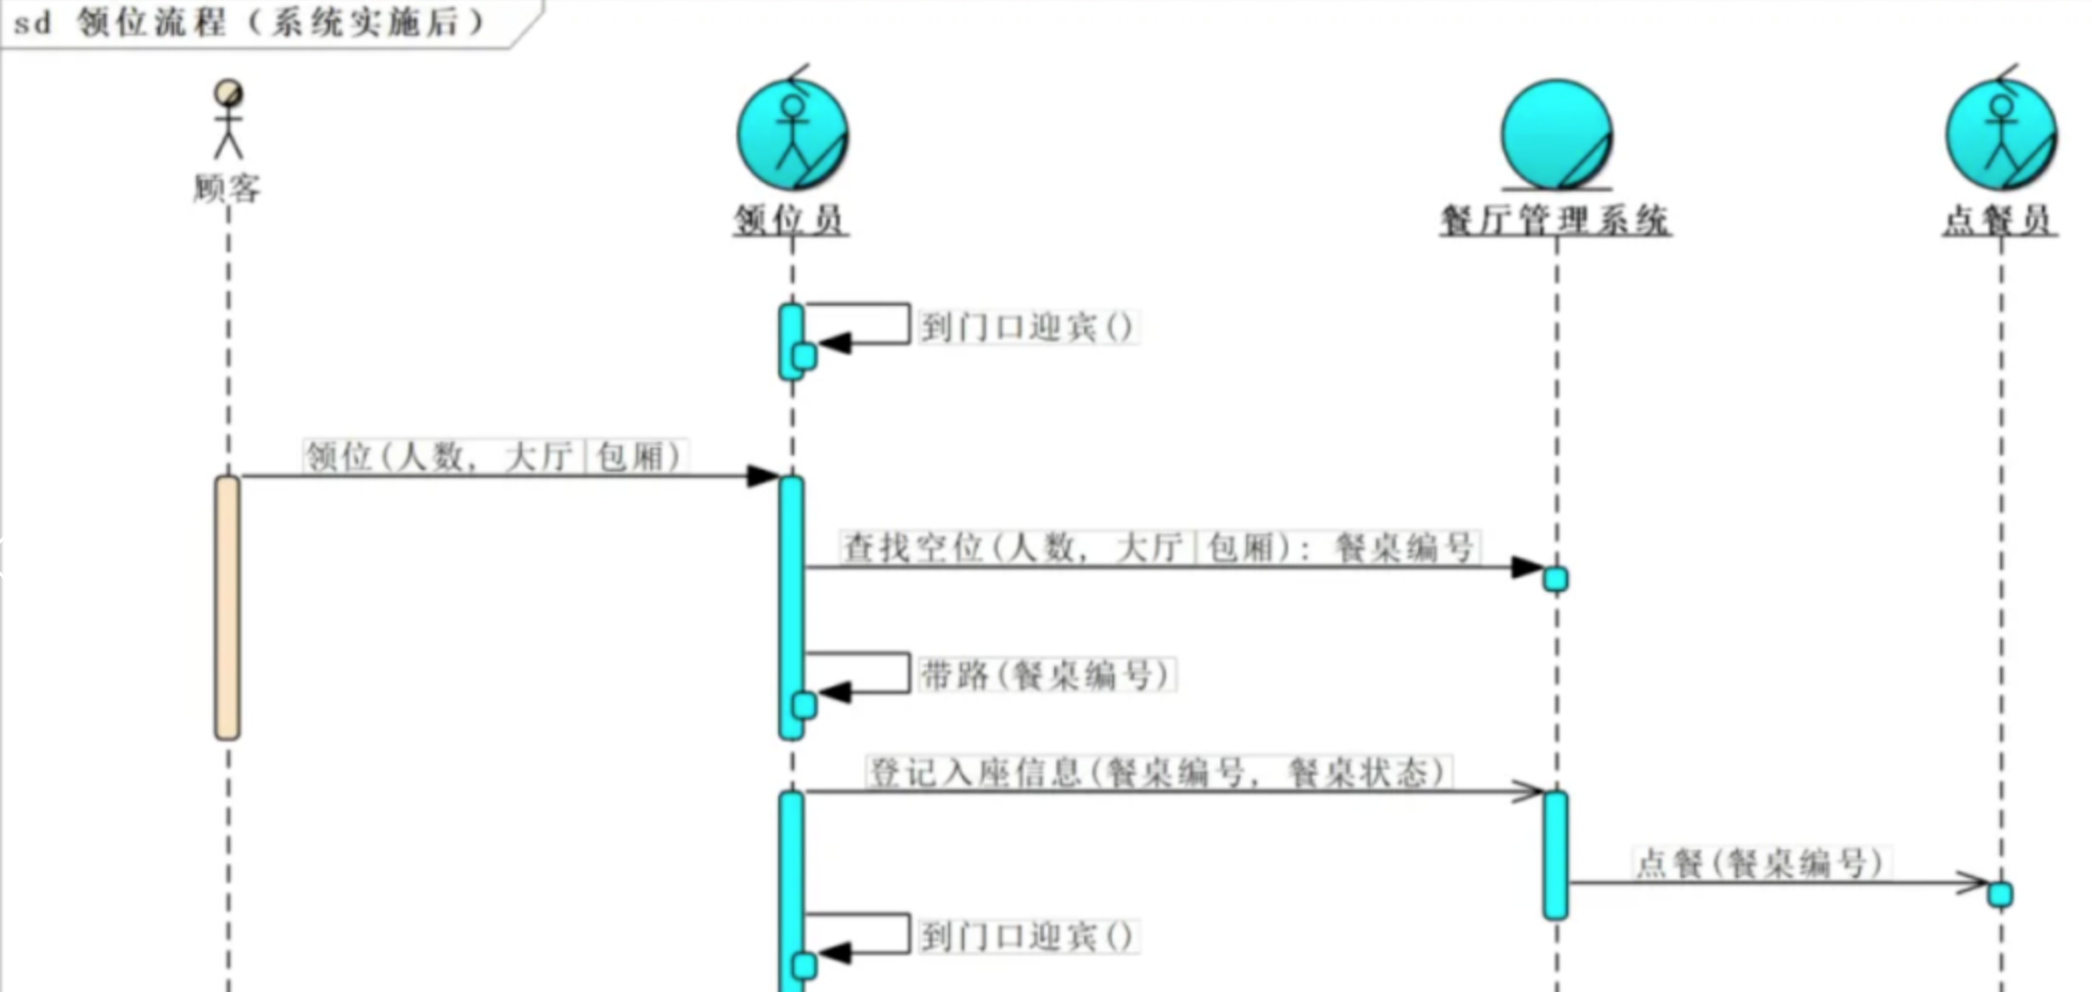 sd 领位流程（系统实施后）
顾客
领位员
餐厅管理系统
点餐员
到门口迎宾()
领位(人数, 大厅|包厢)
查找空位(人数, 大厅|包厢): 餐桌编号
带路(餐桌编号)
登记入座信息(餐桌编号, 餐桌状态)
点餐(餐桌编号)
到门口迎宾()